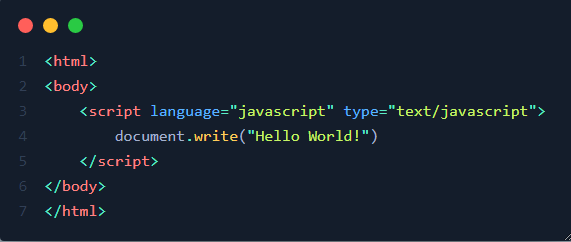 1 <html>
2 <body>
3     <script language="javascript" type="text/javascript">
4         document.write("Hello World!")
5     </script>
6 </body>
7 </html>